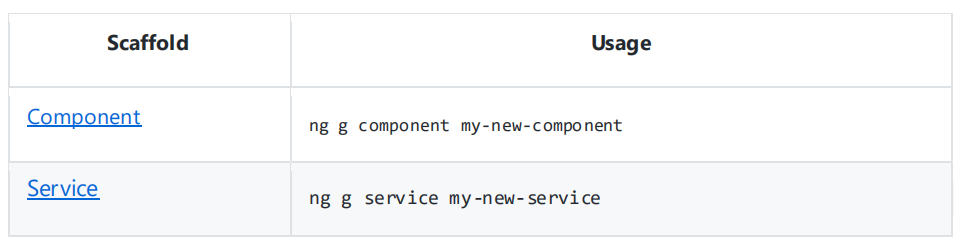 Scaffold Usage
Component ng g component my-new-component
Service ng g service my-new-service